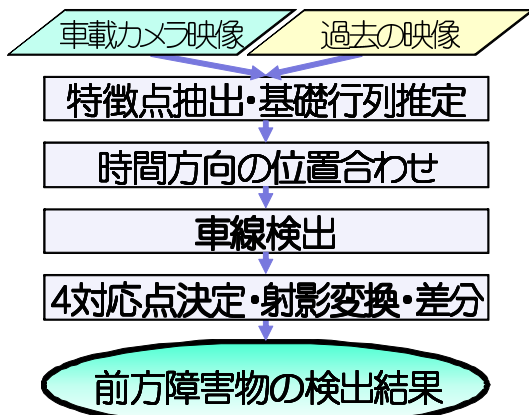 車載カメラ映像
過去の映像
特徴点抽出・基礎行列推定
時間方向の位置合わせ
車線検出
4対応点決定・射影変換・差分
前方障害物の検出結果